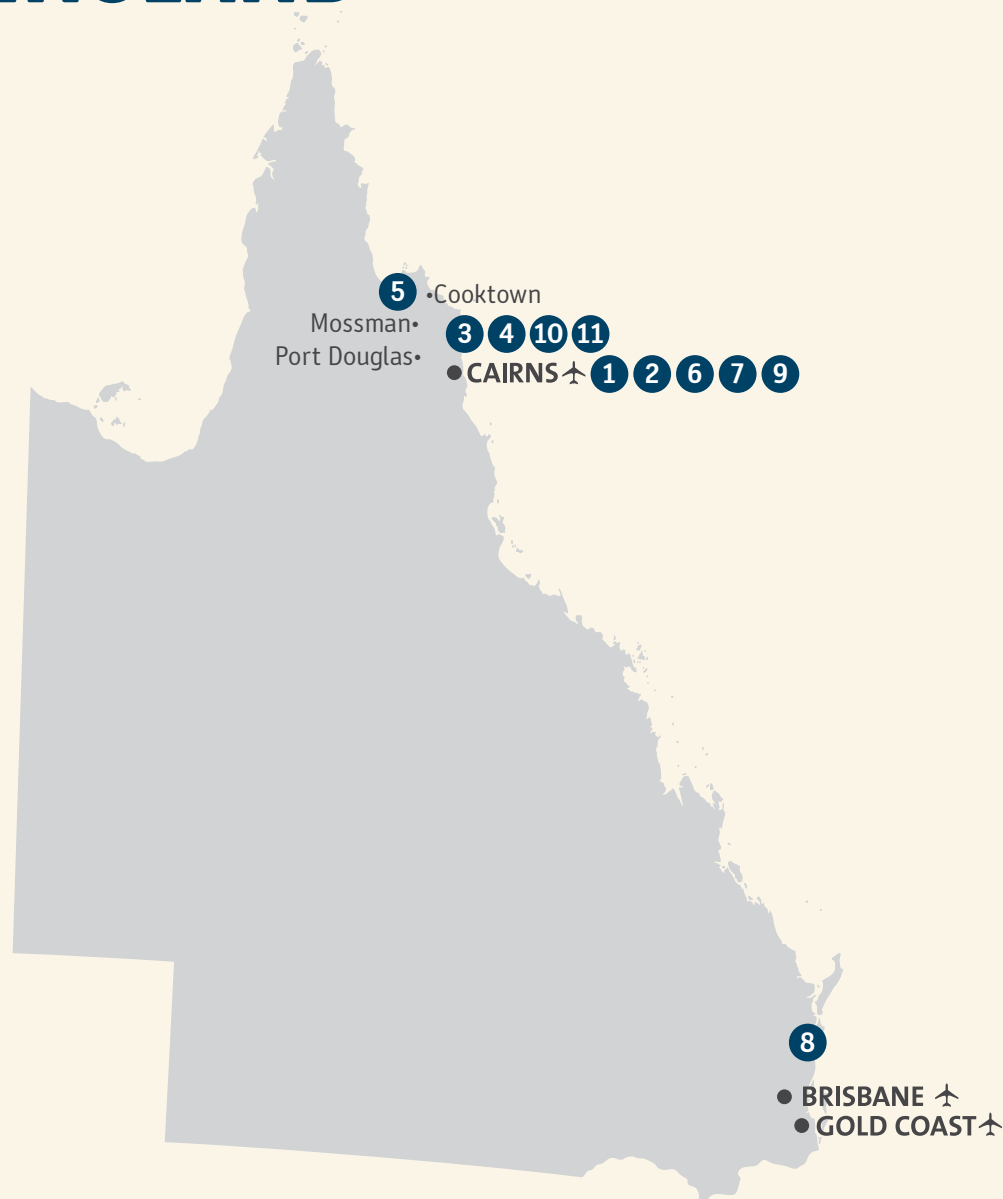 5 •Cooktown
Mossman•
3 4 10 11
Port Douglas•
CAIRNS 1 2 6 7 9
8
BRISBANE
GOLD COAST